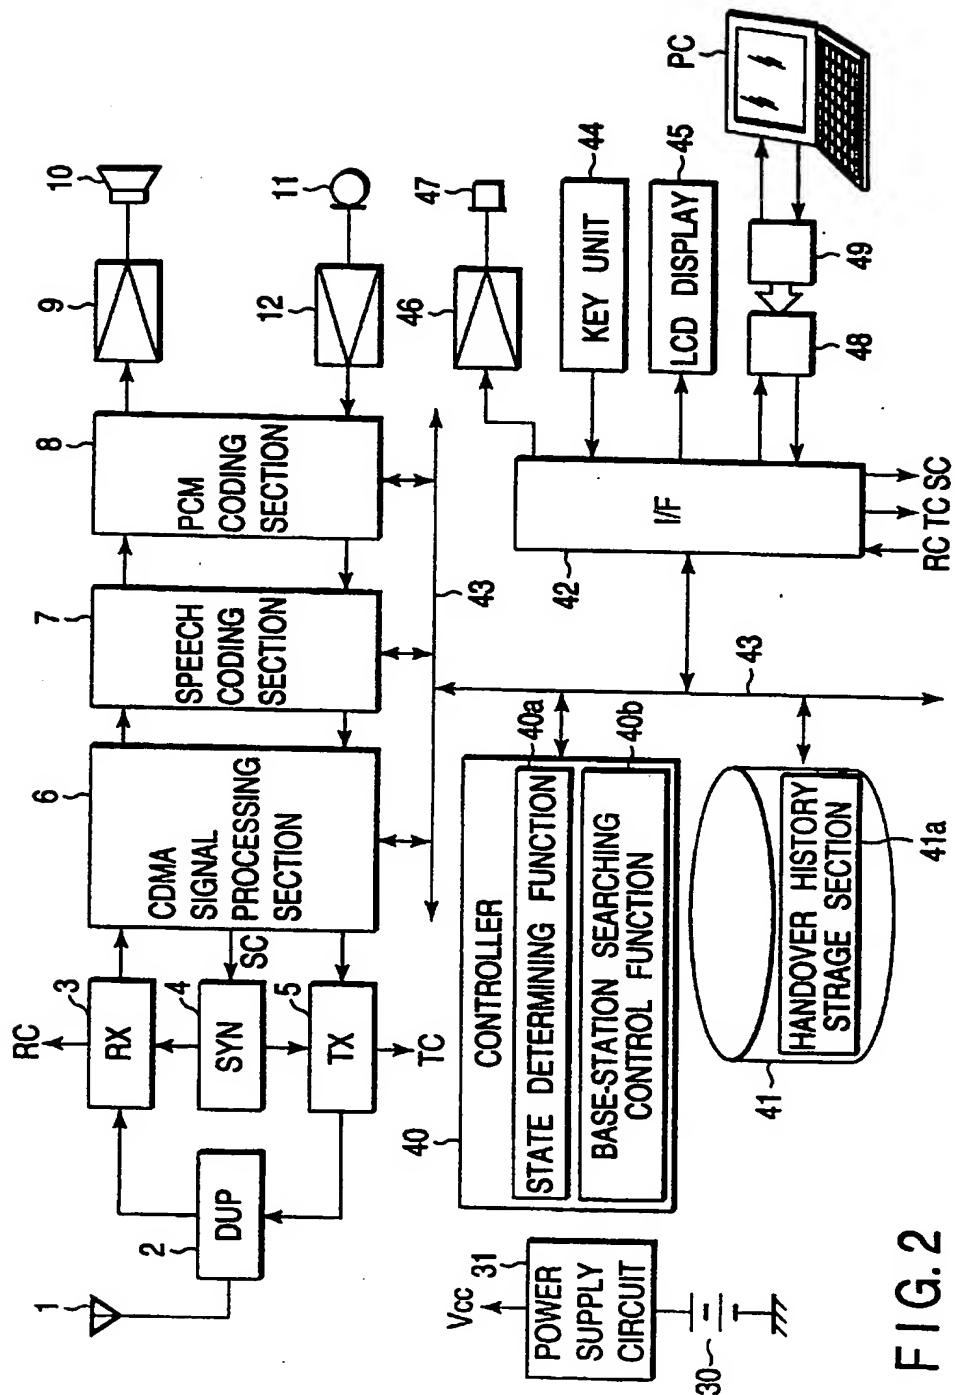 1
2
DUP
RC
3
RX
4
SYN
5
TX
TC
SC
6
CDMA
SIGNAL
PROCESSING
SECTION
7
SPEECH
CODING
SECTION
8
PCM
CODING
SECTION
9
10
11
12
43
Vcc
31
POWER
SUPPLY
CIRCUIT
30
40
CONTROLLER
STATE DETERMINING FUNCTION
40a
BASE-STATION SEARCHING
CONTROL FUNCTION
40b
41
HANDOVER HISTORY
STRAGE SECTION
41a
43
42
I/F
RC TC SC
46
47
KEY UNIT
44
LCD DISPLAY
45
48
49
PC
FIG. 2